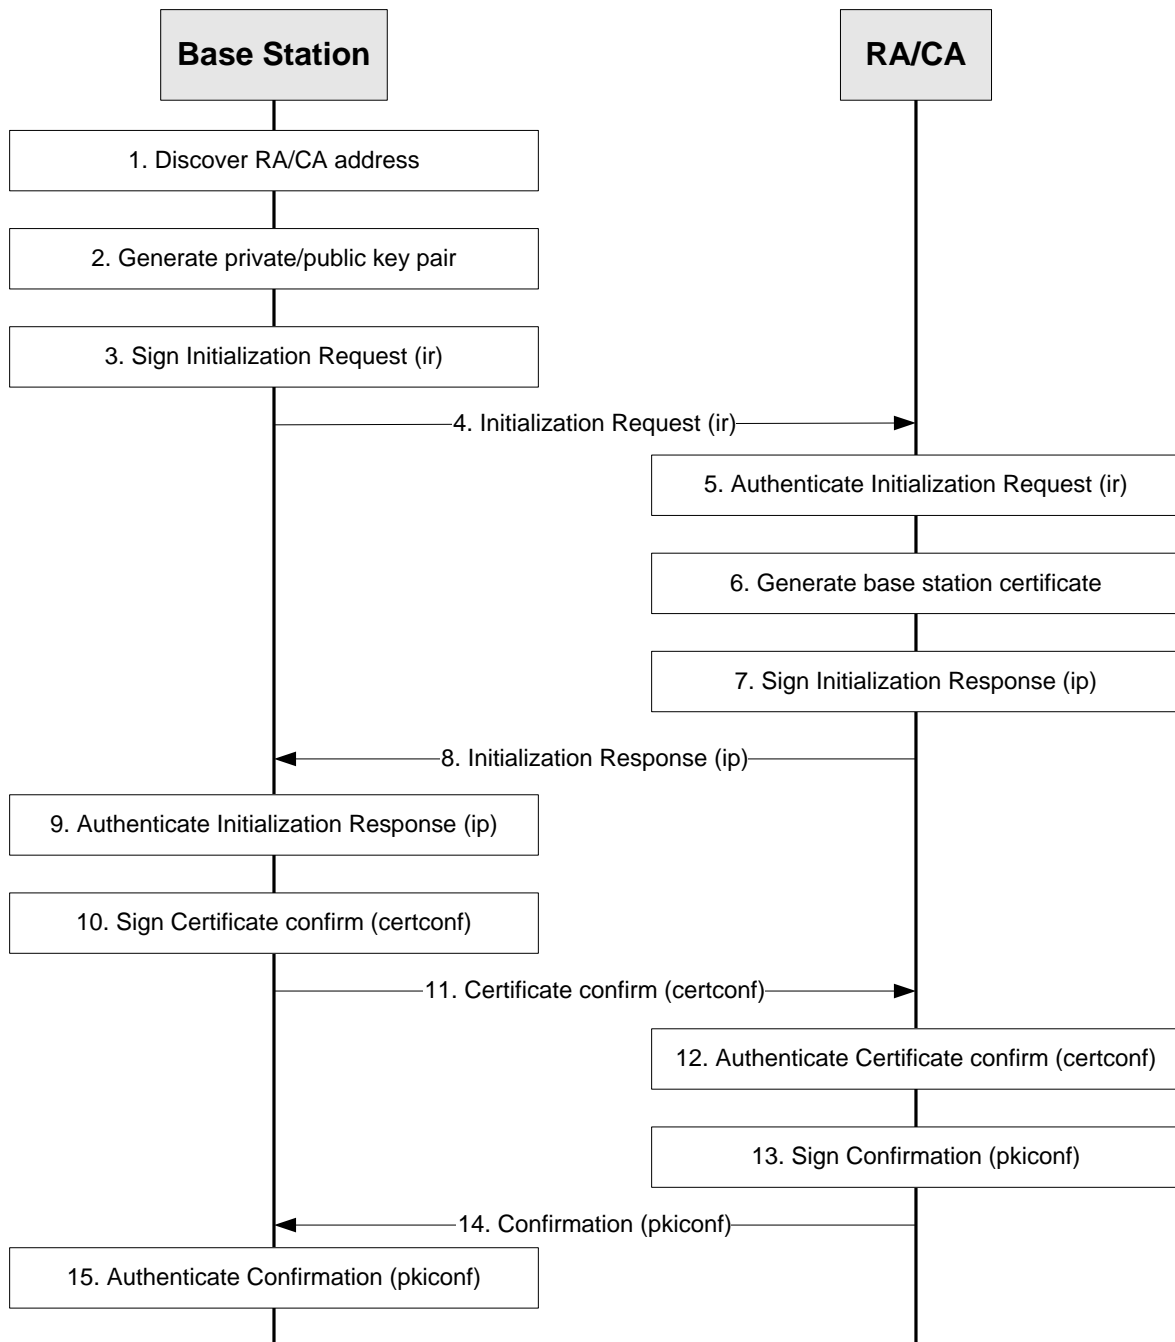 Base Station
RA/CA
1. Discover RA/CA address
2. Generate private/public key pair
3. Sign Initialization Request (ir)
4. Initialization Request (ir)
5. Authenticate Initialization Request (ir)
6. Generate base station certificate
7. Sign Initialization Response (ip)
8. Initialization Response (ip)
9. Authenticate Initialization Response (ip)
10. Sign Certificate confirm (certconf)
11. Certificate confirm (certconf)
12. Authenticate Certificate confirm (certconf)
13. Sign Confirmation (pkiconf)
14. Confirmation (pkiconf)
15. Authenticate Confirmation (pkiconf)